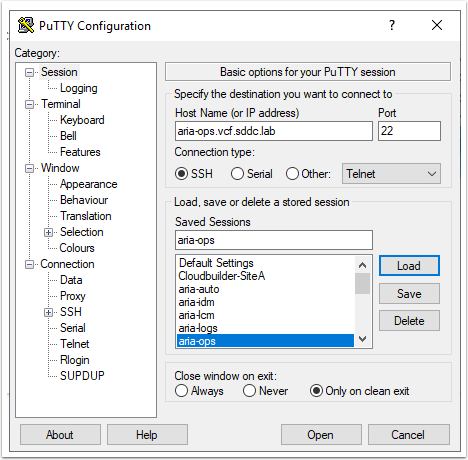 PuTTY Configuration ? ×
Category:
Session
Logging
Terminal
Keyboard
Bell
Features
Window
Appearance
Behaviour
Translation
Selection
Colours
Connection
Data
Proxy
SSH
Serial
Telnet
Rlogin
SUPDUP
Basic options for your PuTTY session
Specify the destination you want to connect to
Host Name (or IP address) Port
aria-ops.vcf.sddc.lab 22
Connection type:
SSH Serial Other: Telnet
Load, save or delete a stored session
Saved Sessions
aria-ops
Default Settings
Cloudbuilder-SiteA
aria-auto
aria-idm
aria-lcm
aria-logs
aria-ops
Load
Save
Delete
Close window on exit:
Always Never Only on clean exit
About Help Open Cancel